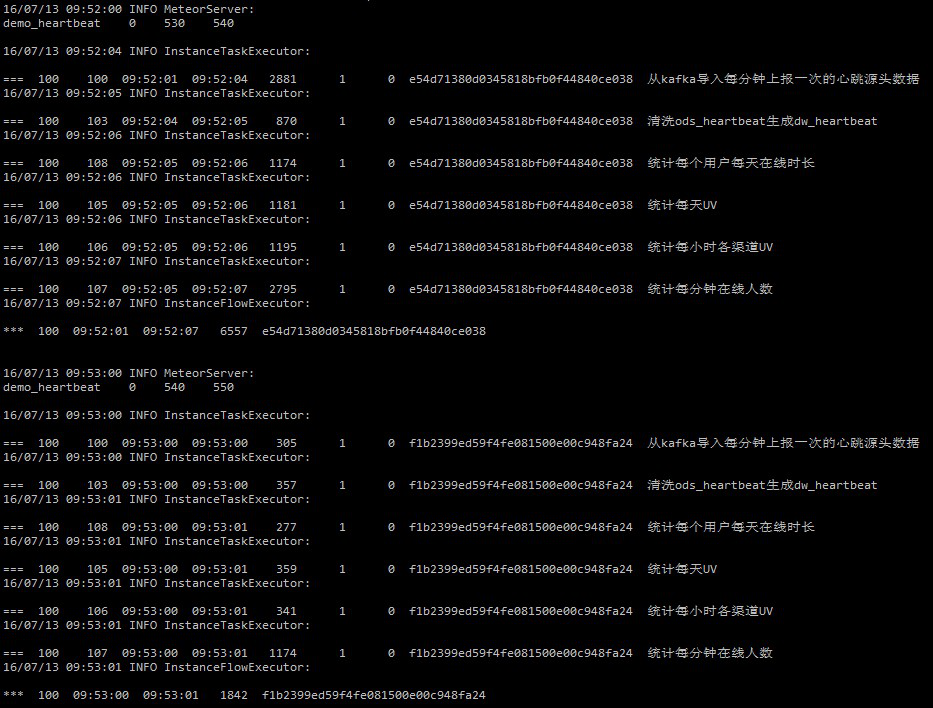 16/07/13 09:52:00 INFO MeteorServer:
demo_heartbeat    0    530    540
16/07/13 09:52:04 INFO InstanceTaskExecutor:
===  100    100  09:52:01  09:52:04   2881      1      0  e54d71380d0345818bfb0f44840ce038  从kafka导入每分钟上报一次的心跳源头数据
16/07/13 09:52:05 INFO InstanceTaskExecutor:
===  100    103  09:52:04  09:52:05    870      1      0  e54d71380d0345818bfb0f44840ce038  清洗ods_heartbeat生成dw_heartbeat
16/07/13 09:52:06 INFO InstanceTaskExecutor:
===  100    108  09:52:05  09:52:06   1174      1      0  e54d71380d0345818bfb0f44840ce038  统计每个用户每天在线时长
16/07/13 09:52:06 INFO InstanceTaskExecutor:
===  100    105  09:52:05  09:52:06   1181      1      0  e54d71380d0345818bfb0f44840ce038  统计每天UV
16/07/13 09:52:06 INFO InstanceTaskExecutor:
===  100    106  09:52:05  09:52:06   1195      1      0  e54d71380d0345818bfb0f44840ce038  统计每小时各渠道UV
16/07/13 09:52:07 INFO InstanceTaskExecutor:
===  100    107  09:52:05  09:52:07   2795      1      0  e54d71380d0345818bfb0f44840ce038  统计每分钟在线人数
16/07/13 09:52:07 INFO InstanceFlowExecutor:
***  100  09:52:01  09:52:07   6557  e54d71380d0345818bfb0f44840ce038
16/07/13 09:53:00 INFO MeteorServer:
demo_heartbeat    0    540    550
16/07/13 09:53:00 INFO InstanceTaskExecutor:
===  100    100  09:53:00  09:53:00    305      1      0  f1b2399ed59f4fe081500e00c948fa24  从kafka导入每分钟上报一次的心跳源头数据
16/07/13 09:53:00 INFO InstanceTaskExecutor:
===  100    103  09:53:00  09:53:00    357      1      0  f1b2399ed59f4fe081500e00c948fa24  清洗ods_heartbeat生成dw_heartbeat
16/07/13 09:53:01 INFO InstanceTaskExecutor:
===  100    108  09:53:00  09:53:01    277      1      0  f1b2399ed59f4fe081500e00c948fa24  统计每个用户每天在线时长
16/07/13 09:53:01 INFO InstanceTaskExecutor:
===  100    105  09:53:00  09:53:01    359      1      0  f1b2399ed59f4fe081500e00c948fa24  统计每天UV
16/07/13 09:53:01 INFO InstanceTaskExecutor:
===  100    106  09:53:00  09:53:01    341      1      0  f1b2399ed59f4fe081500e00c948fa24  统计每小时各渠道UV
16/07/13 09:53:01 INFO InstanceTaskExecutor:
===  100    107  09:53:00  09:53:01   1174      1      0  f1b2399ed59f4fe081500e00c948fa24  统计每分钟在线人数
16/07/13 09:53:01 INFO InstanceFlowExecutor:
***  100  09:53:00  09:53:01   1842  f1b2399ed59f4fe081500e00c948fa24